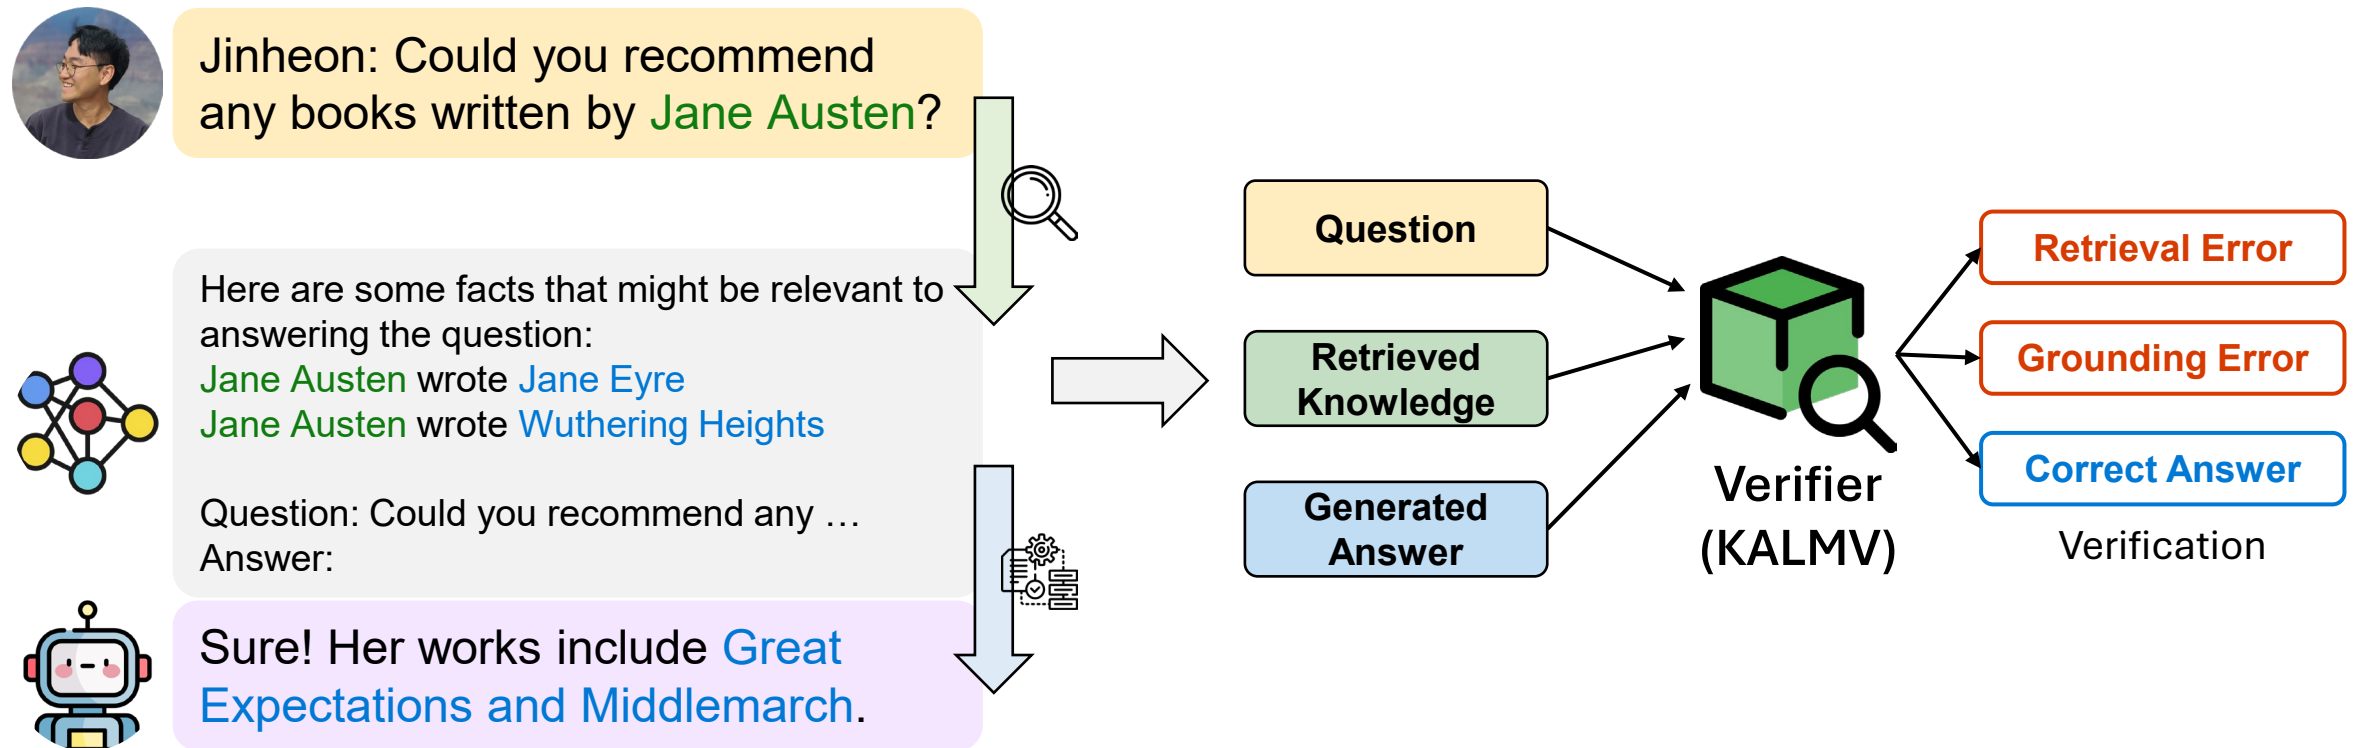 Jinheon: Could you recommend
any books written by Jane Austen?
Here are some facts that might be relevant to
answering the question:
Jane Austen wrote Jane Eyre
Jane Austen wrote Wuthering Heights
Question: Could you recommend any …
Answer:
Sure! Her works include Great
Expectations and Middlemarch.
Question
Retrieved
Knowledge
Generated
Answer
Verifier
(KALMV)
Retrieval Error
Grounding Error
Correct Answer
Verification